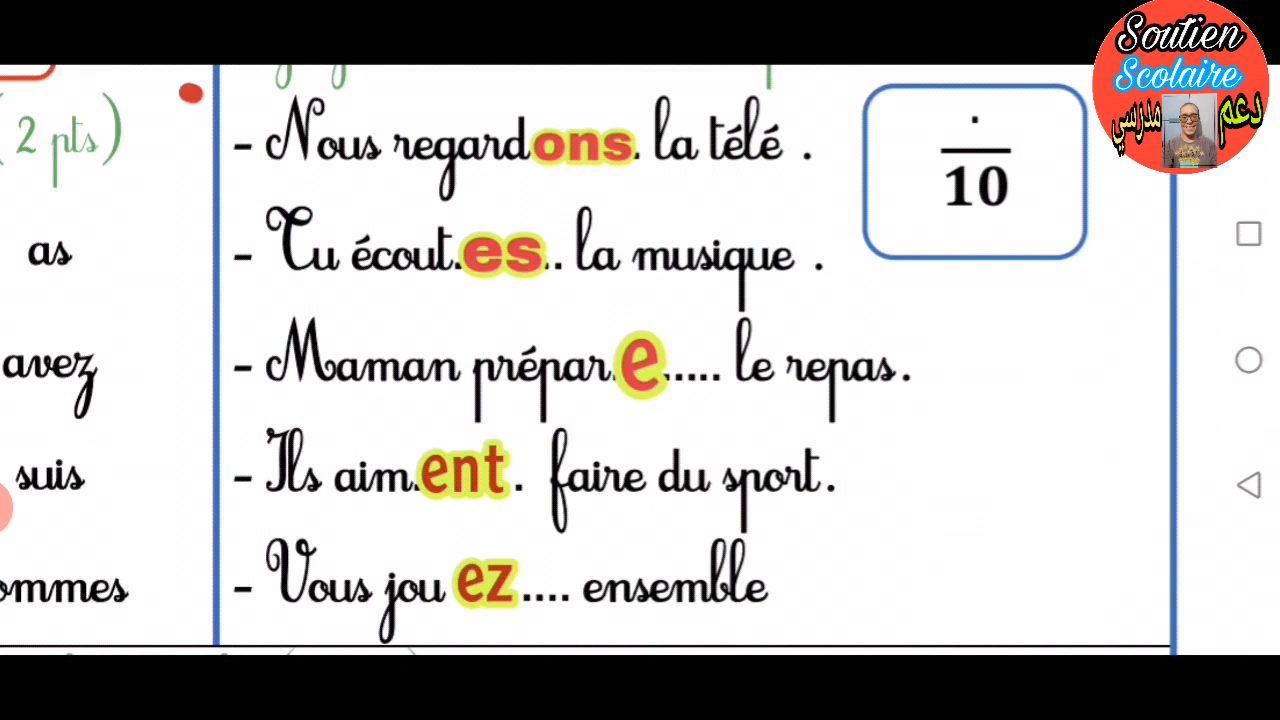 Soutien
Scolaire
دعم مدرسي
( 2 pts )
as
avez
suis
ommes
- Nous regardons. la télé .
- Tu écout.es.. la musique .
- Maman prépar.e..... le repas.
- Ils aim.ent. faire du sport.
- Vous jou ez.... ensemble
.
10